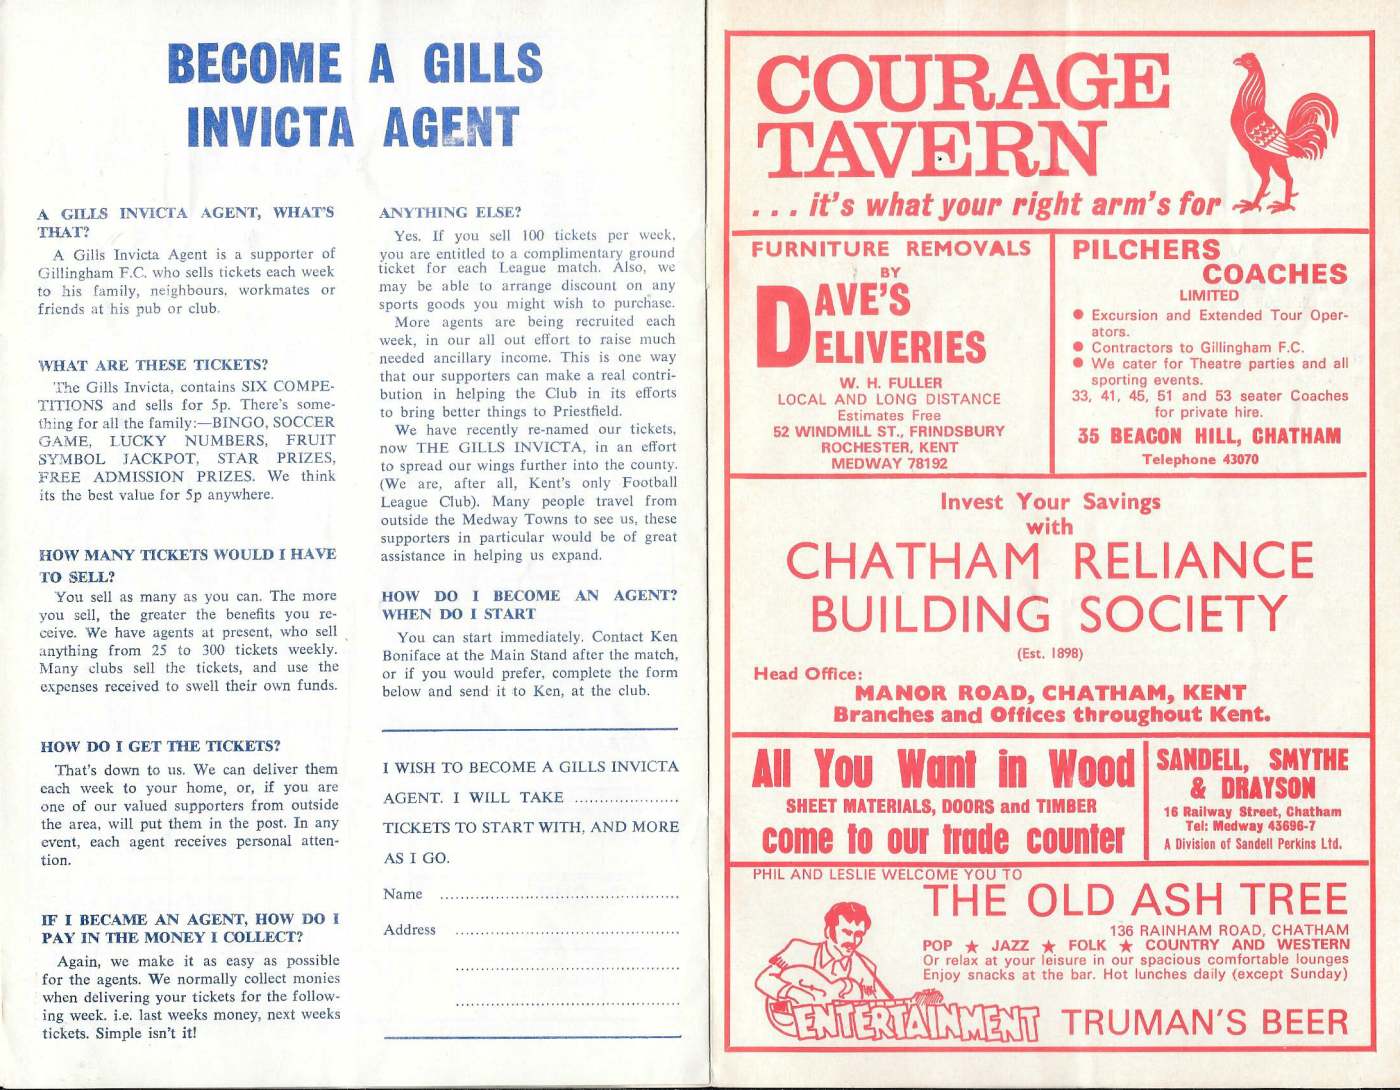 BECOME A GILLS
INVICTA AGENT
A GILLS INVICTA AGENT, WHAT'S
THAT?
A Gills Invicta Agent is a supporter of
Gillingham F.C. who sells tickets each week
to his family, neighbours, workmates or
friends at his pub or club.
WHAT ARE THESE TICKETS?
The Gills Invicta, contains SIX COMPE-
TITIONS and sells for 5p. There's some-
thing for all the family:—BINGO, SOCCER
GAME, LUCKY NUMBERS, FRUIT
SYMBOL JACKPOT, STAR PRIZES,
FREE ADMISSION PRIZES. We think
its the best value for 5p anywhere.
HOW MANY TICKETS WOULD I HAVE
TO SELL?
You sell as many as you can. The more
you sell, the greater the benefits you re-
ceive. We have agents at present, who sell
anything from 25 to 300 tickets weekly.
Many clubs sell the tickets, and use the
expenses received to swell their own funds.
HOW DO I GET THE TICKETS?
That's down to us. We can deliver them
each week to your home, or, if you are
one of our valued supporters from outside
the area, will put them in the post. In any
event, each agent receives personal atten-
tion.
IF I BECAME AN AGENT, HOW DO I
PAY IN THE MONEY I COLLECT?
Again, we make it as easy as possible
for the agents. We normally collect monies
when delivering your tickets for the follow-
ing week. i.e. last weeks money, next weeks
tickets. Simple isn't it!
ANYTHING ELSE?
Yes. If you sell 100 tickets per week,
you are entitled to a complimentary ground
ticket for each League match. Also, we
may be able to arrange discount on any
sports goods you might wish to purchase.
More agents are being recruited each
week, in our all out effort to raise much
needed ancillary income. This is one way
that our supporters can make a real contri-
bution in helping the Club in its efforts
to bring better things to Priestfield.
We have recently re-named our tickets,
now THE GILLS INVICTA, in an effort
to spread our wings further into the county.
(We are, after all, Kent's only Football
League Club). Many people travel from
outside the Medway Towns to see us, these
supporters in particular would be of great
assistance in helping us expand.
HOW DO I BECOME AN AGENT?
WHEN DO I START
You can start immediately. Contact Ken
Boniface at the Main Stand after the match,
or if you would prefer, complete the form
below and send it to Ken, at the club.
I WISH TO BECOME A GILLS INVICTA
AGENT. I WILL TAKE .....................
TICKETS TO START WITH, AND MORE
AS I GO.
Name ................................................
Address .............................................
.............................................
.............................................
COURAGE
TAVERN
. . . it's what your right arm's for
FURNITURE REMOVALS
BY
DAVE'S
DELIVERIES
W. H. FULLER
LOCAL AND LONG DISTANCE
Estimates Free
52 WINDMILL ST., FRINDSBURY
ROCHESTER, KENT
MEDWAY 78192
PILCHERS
COACHES
LIMITED
● Excursion and Extended Tour Oper-
ators.
● Contractors to Gillingham F.C.
● We cater for Theatre parties and all
sporting events.
33, 41, 45, 51 and 53 seater Coaches
for private hire.
35 BEACON HILL, CHATHAM
Telephone 43070
Invest Your Savings
with
CHATHAM RELIANCE
BUILDING SOCIETY
(Est. 1898)
Head Office:
MANOR ROAD, CHATHAM, KENT
Branches and Offices throughout Kent.
All You Want in Wood
SHEET MATERIALS, DOORS and TIMBER
come to our trade counter
SANDELL, SMYTHE
& DRAYSON
16 Railway Street, Chatham
Tel: Medway 43696-7
A Division of Sandell Perkins Ltd.
PHIL AND LESLIE WELCOME YOU TO
THE OLD ASH TREE
136 RAINHAM ROAD, CHATHAM
POP ★ JAZZ ★ FOLK ★ COUNTRY AND WESTERN
Or relax at your leisure in our spacious comfortable lounges
Enjoy snacks at the bar. Hot lunches daily (except Sunday)
ENTERTAINMENT
TRUMAN'S BEER